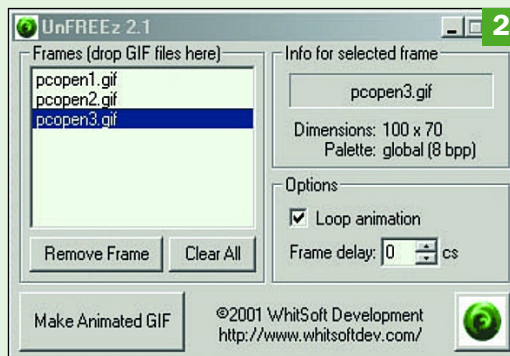 UnFREEz 2.1
2
Frames (drop GIF files here)
pcopen1.gif
pcopen2.gif
pcopen3.gif
Remove Frame
Clear All
Info for selected frame
pcopen3.gif
Dimensions: 100 x 70
Palette: global (8 bpp)
Options
Loop animation
Frame delay: 0 cs
Make Animated GIF
©2001 WhitSoft Development
http://www.whitsoftdev.com/